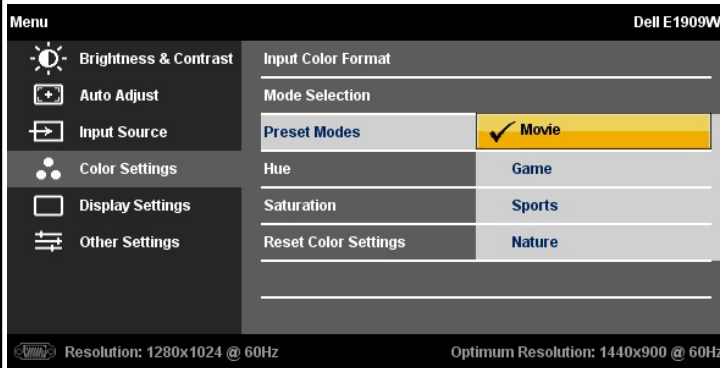 Menu Dell E1909W
Brightness & Contrast Input Color Format
Auto Adjust Mode Selection
Input Source Preset Modes Movie
Color Settings Hue Game
Display Settings Saturation Sports
Other Settings Reset Color Settings Nature
Resolution: 1280x1024 @ 60Hz Optimum Resolution: 1440x900 @ 60Hz